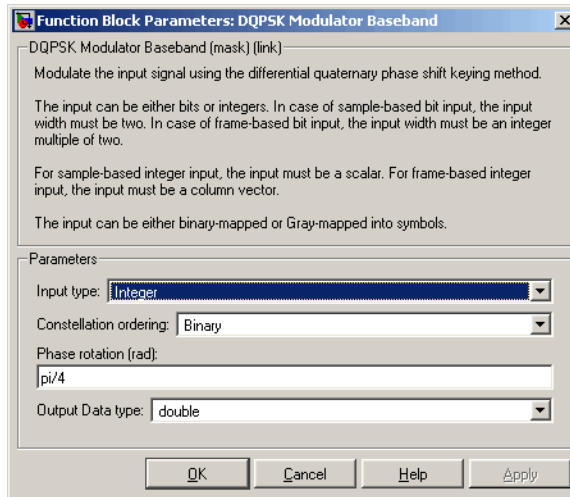 Function Block Parameters: DQPSK Modulator Baseband
DQPSK Modulator Baseband (mask) (link)
Modulate the input signal using the differential quaternary phase shift keying method.
The input can be either bits or integers. In case of sample-based bit input, the input
width must be two. In case of frame-based bit input, the input width must be an integer
multiple of two.
For sample-based integer input, the input must be a scalar. For frame-based integer
input, the input must be a column vector.
The input can be either binary-mapped or Gray-mapped into symbols.
Parameters
Input type: Integer
Constellation ordering: Binary
Phase rotation (rad):
pi/4
Output Data type: double
OK Cancel Help Apply